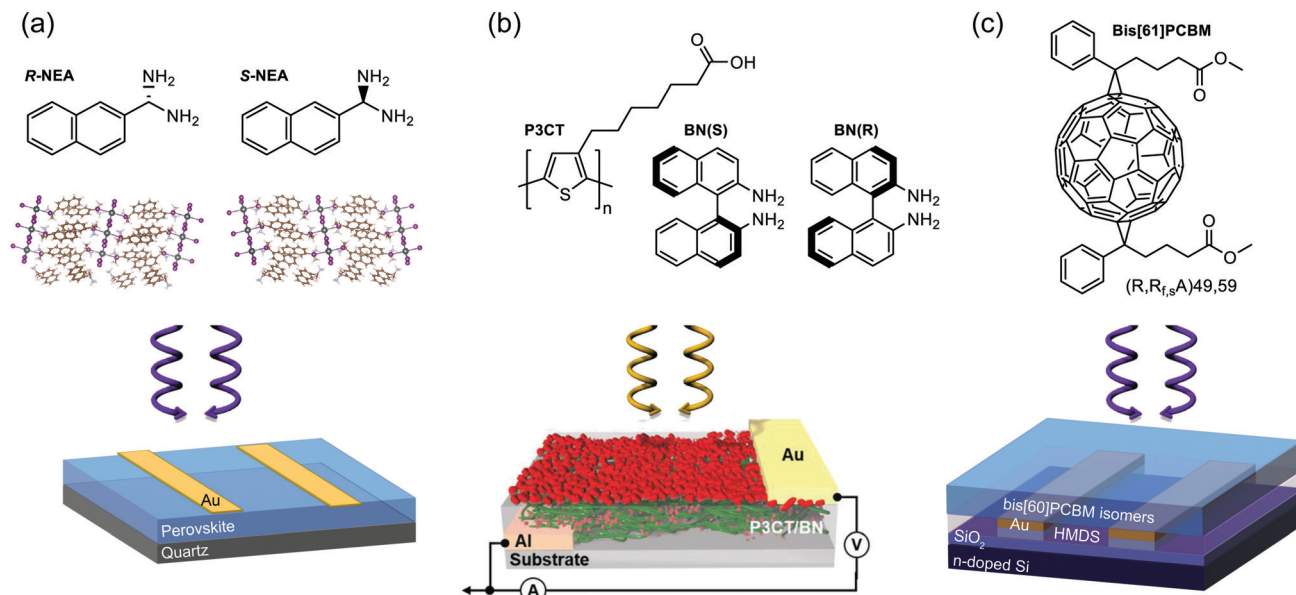 (a)
R-NEA
NH₂
NH₂
S-NEA
NH₂
NH₂
Au
Perovskite
Quartz
(b)
O
OH
P3CT
S
n
BN(S)
NH₂
NH₂
BN(R)
NH₂
NH₂
Au
P3CT/BN
Al
Substrate
A
V
(c)
Bis[61]PCBM
O
O
O
O
(R,R_f,sA)49,59
bis[60]PCBM isomers
Au
SiO₂
HMDS
n-doped Si